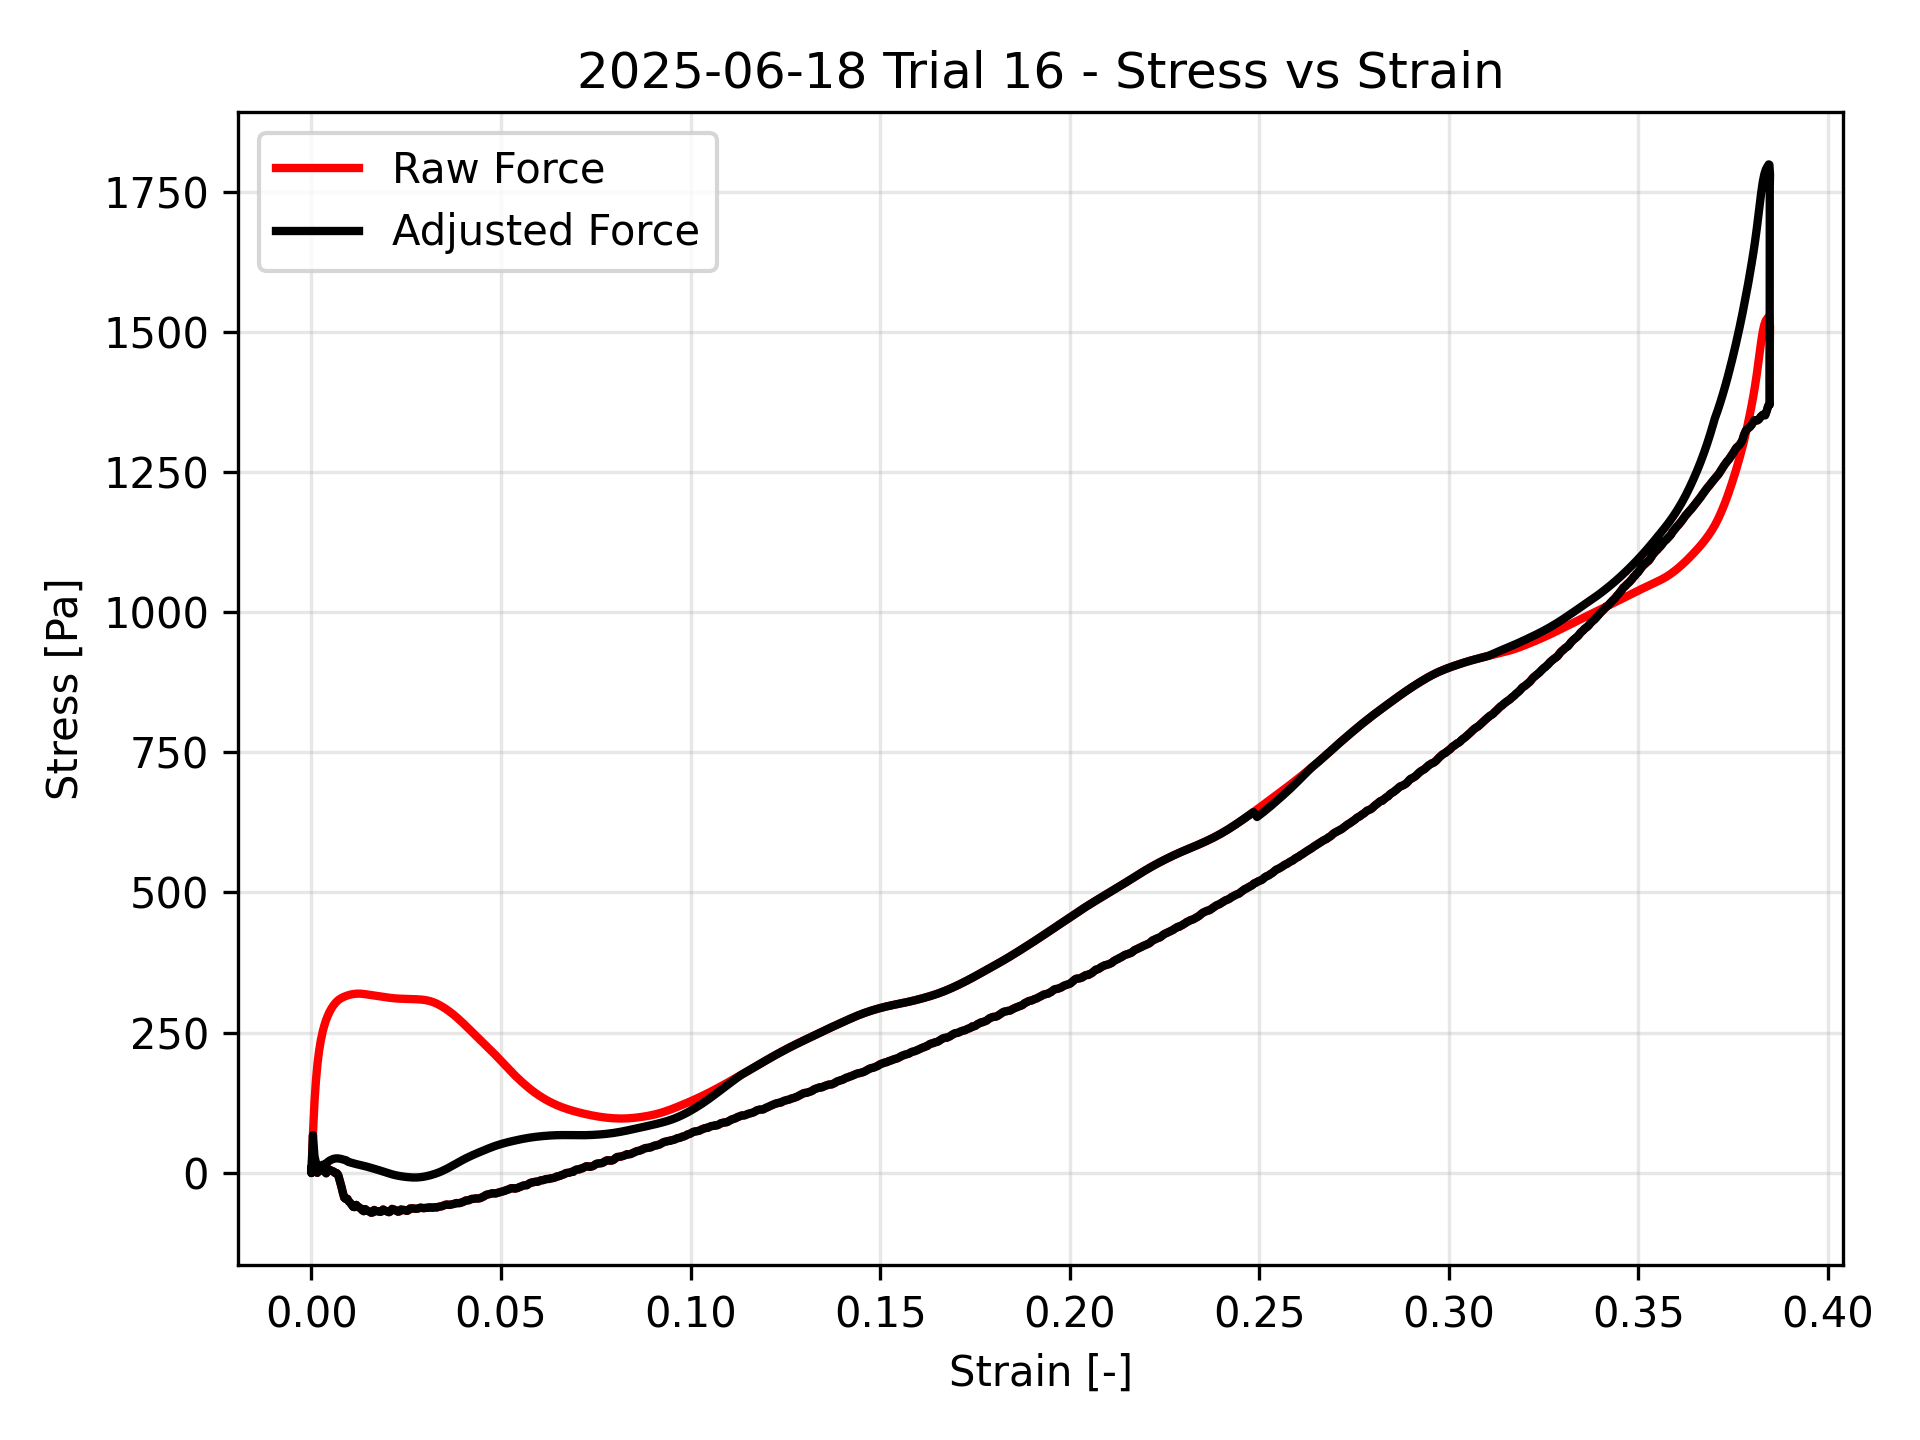 2025-06-18 Trial 16 - Stress vs Strain
Raw Force
Adjusted Force
1750
1500
1250
1000
750
500
250
0
Stress [Pa]
0.00 0.05 0.10 0.15 0.20 0.25 0.30 0.35 0.40
Strain [-]